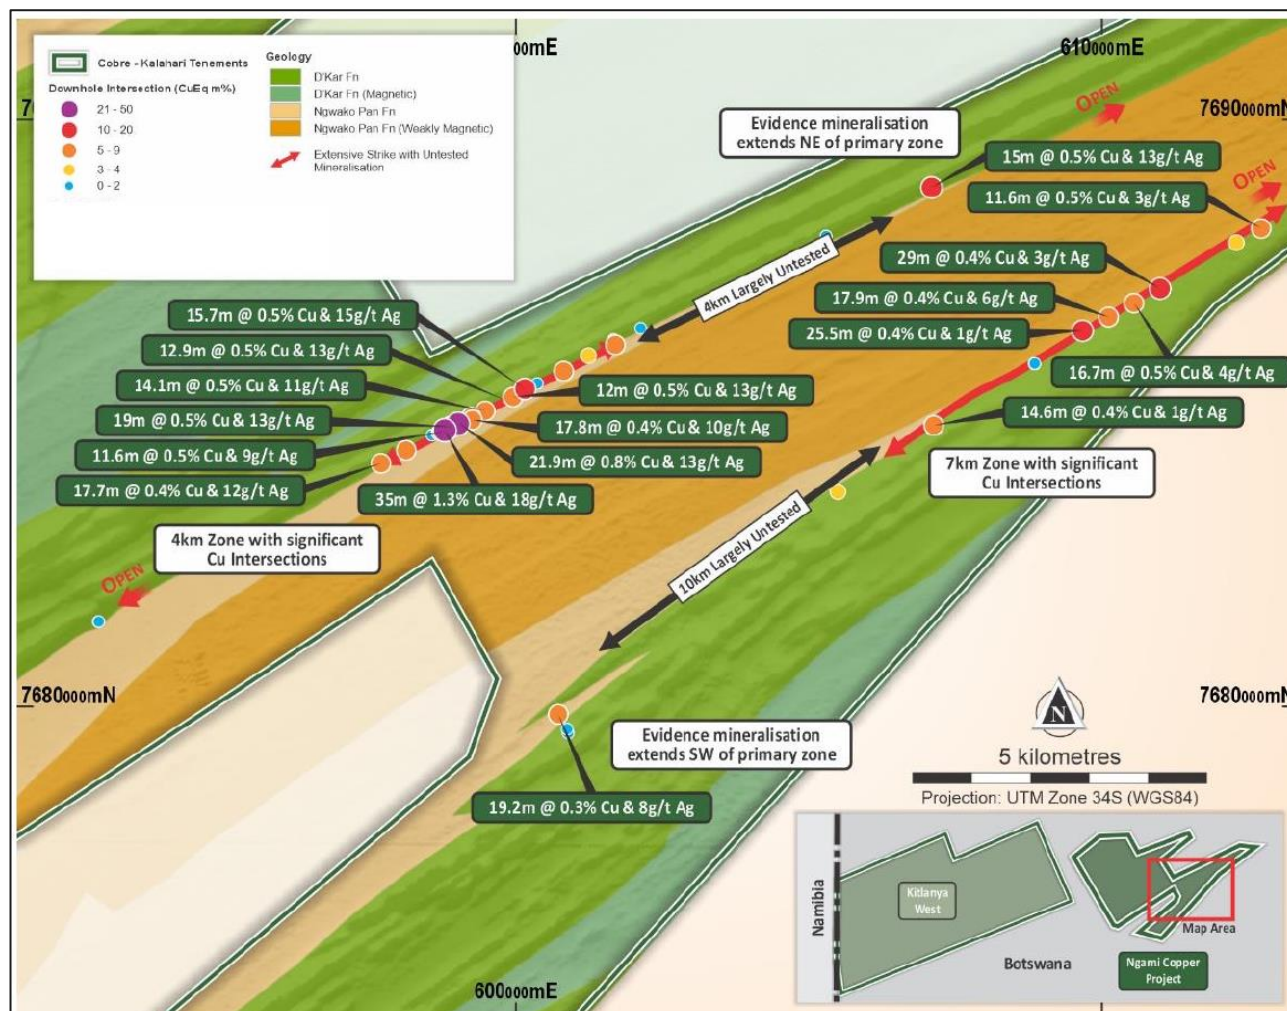 Cobre - Kalahari Tenements
Downhole Intersection (CuEq m%)
21 - 50
10 - 20
5 - 9
3 - 4
0 - 2
Geology
D'Kar Fn
D'Kar Fn (Magnetic)
Ngwako Pan Fn
Ngwako Pan Fn (Weakly Magnetic)
Extensive Strike with Untested
Mineralisation
000mE
610000mE
7690000mN
OPEN
Evidence mineralisation
extends NE of primary zone
15m @ 0.5% Cu & 13g/t Ag
OPEN
11.6m @ 0.5% Cu & 3g/t Ag
4km Largely Untested
29m @ 0.4% Cu & 3g/t Ag
17.9m @ 0.4% Cu & 6g/t Ag
25.5m @ 0.4% Cu & 1g/t Ag
16.7m @ 0.5% Cu & 4g/t Ag
14.6m @ 0.4% Cu & 1g/t Ag
15.7m @ 0.5% Cu & 15g/t Ag
12.9m @ 0.5% Cu & 13g/t Ag
14.1m @ 0.5% Cu & 11g/t Ag
19m @ 0.5% Cu & 13g/t Ag
11.6m @ 0.5% Cu & 9g/t Ag
17.7m @ 0.4% Cu & 12g/t Ag
12m @ 0.5% Cu & 13g/t Ag
17.8m @ 0.4% Cu & 10g/t Ag
21.9m @ 0.8% Cu & 13g/t Ag
35m @ 1.3% Cu & 18g/t Ag
7km Zone with significant
Cu Intersections
4km Zone with significant
Cu Intersections
10km Largely Untested
OPEN
7680000mN
7680000mN
Evidence mineralisation
extends SW of primary zone
19.2m @ 0.3% Cu & 8g/t Ag
N
5 kilometres
Projection: UTM Zone 34S (WGS84)
600000mE
Namibia
Kitlanya
West
Botswana
Map Area
Ngami Copper
Project